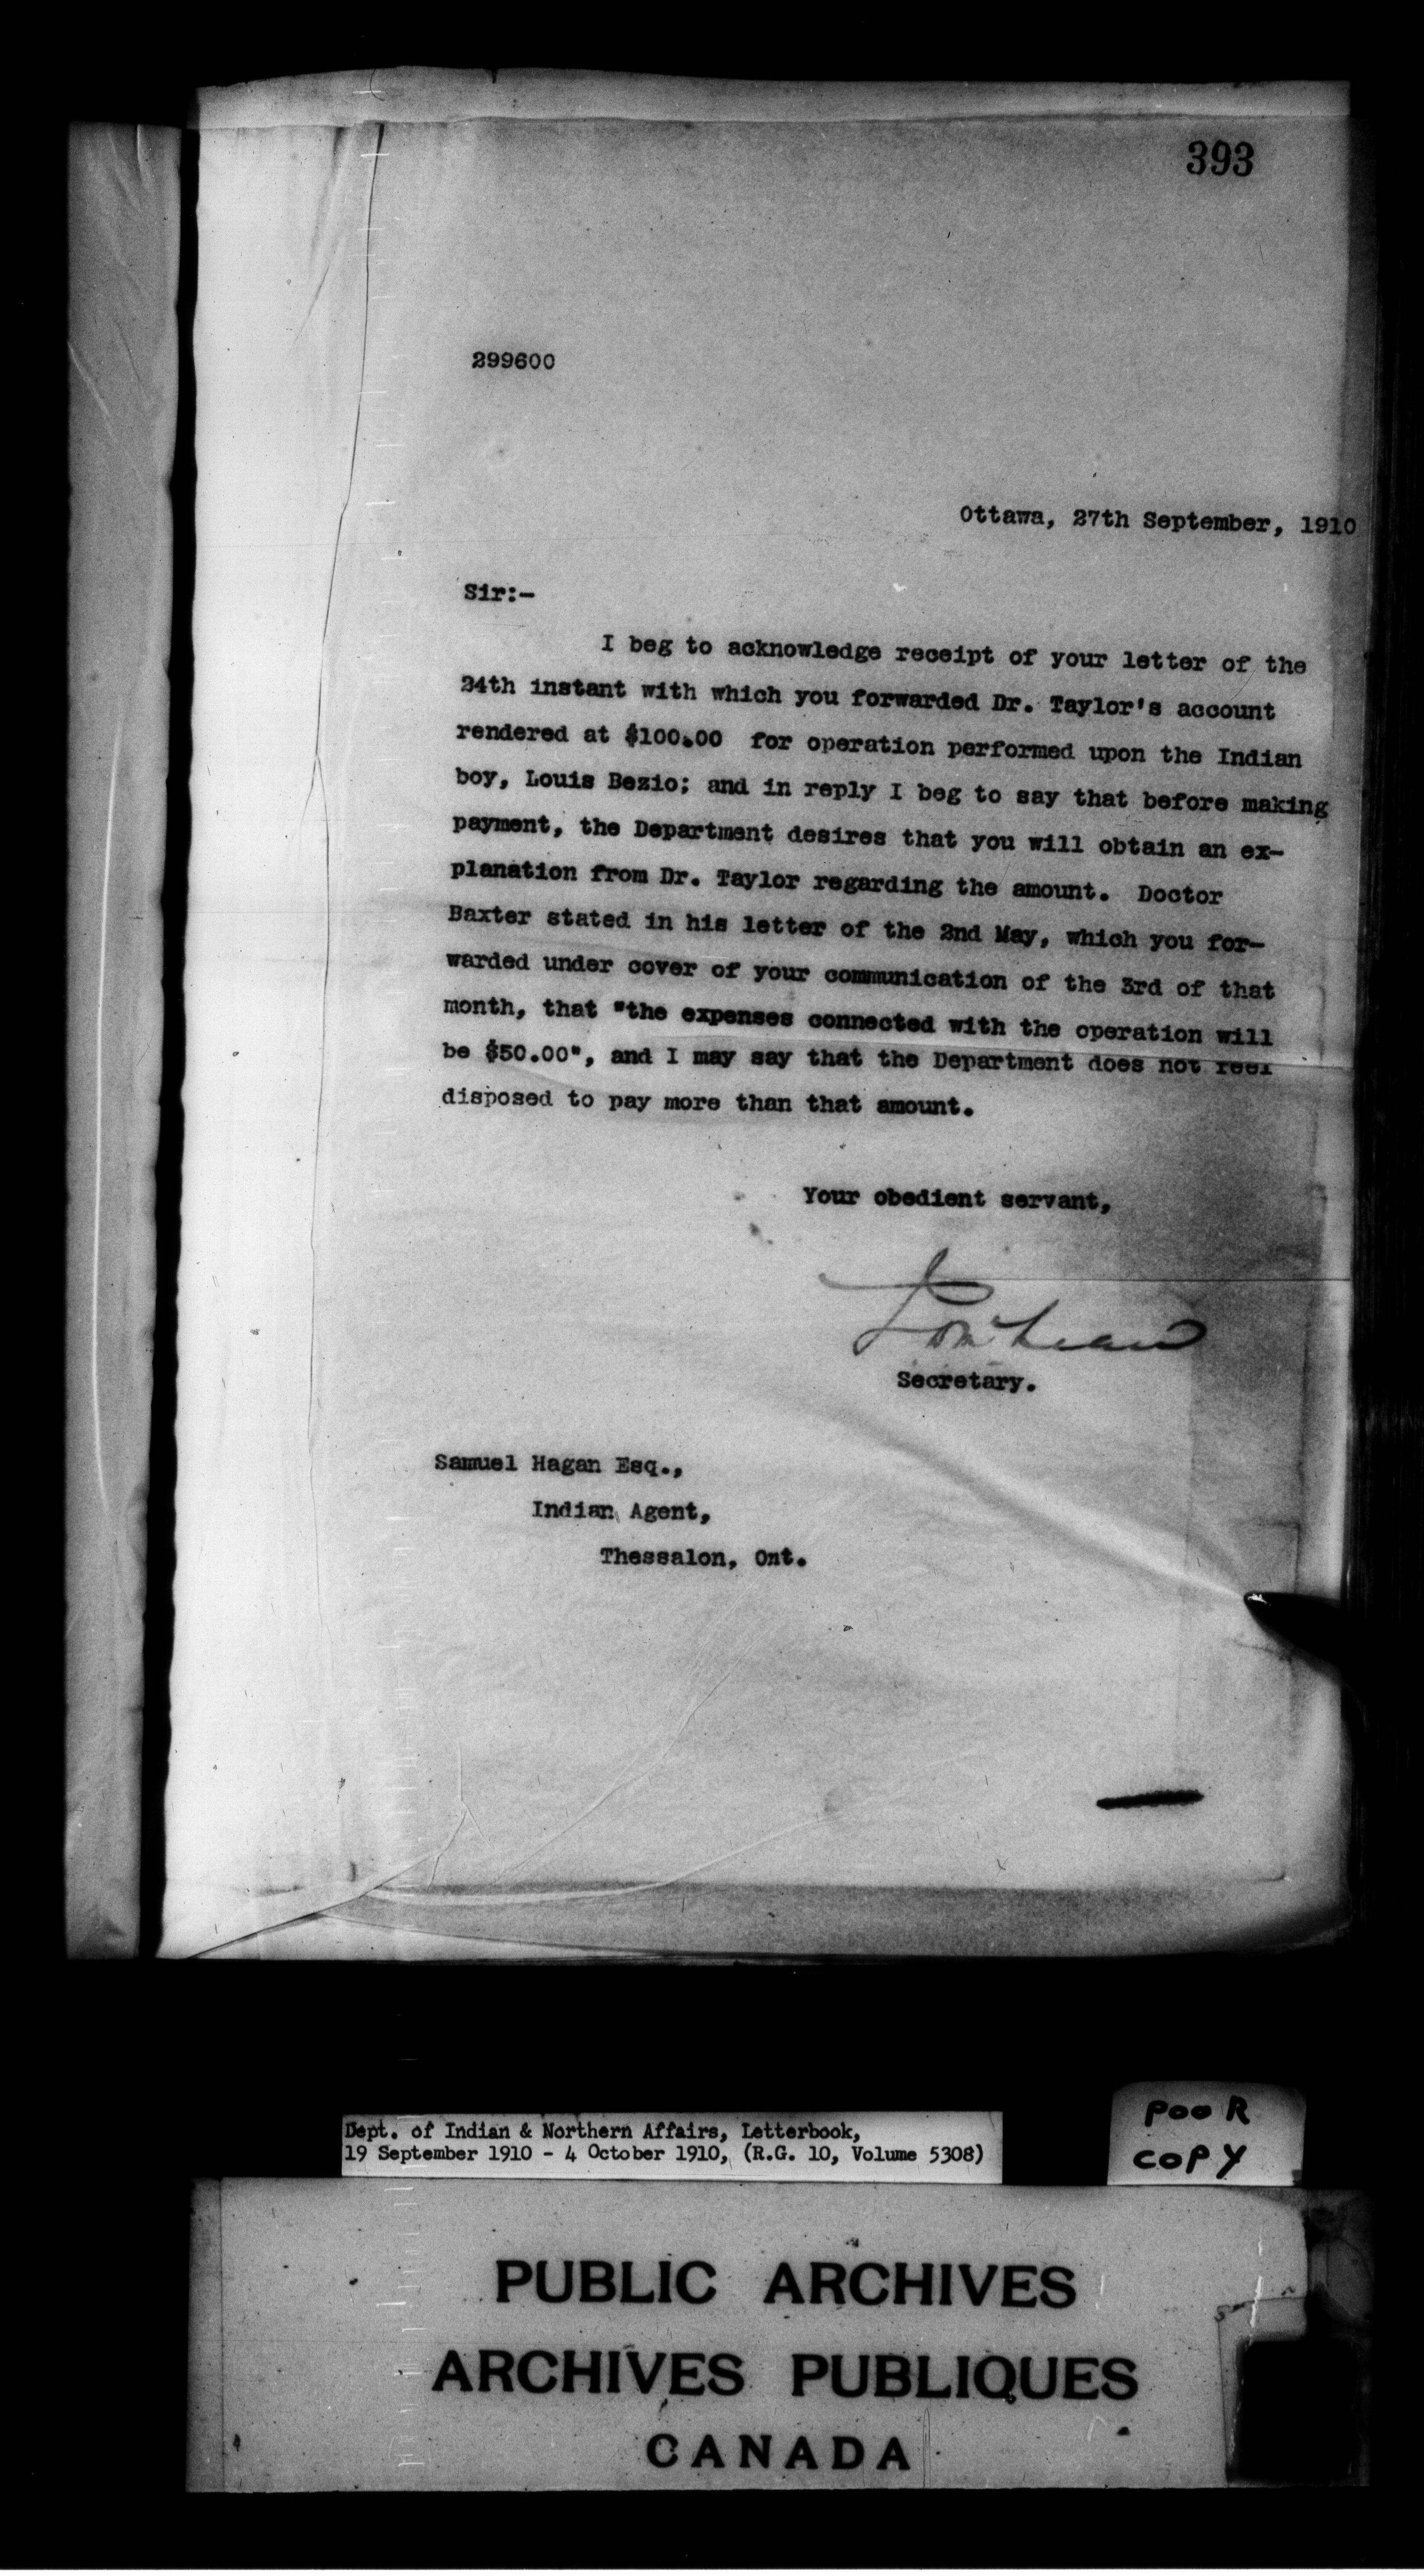 393
299600
Ottawa, 27th September, 1910
Sir:-
I beg to acknowledge receipt of your letter of the
24th instant with which you forwarded Dr. Taylor's account
rendered at $100.00 for operation performed upon the Indian
boy, Louis Bezio; and in reply I beg to say that before making
payment, the Department desires that you will obtain an ex-
planation from Dr. Taylor regarding the amount. Doctor
Baxter stated in his letter of the 2nd May, which you for-
warded under cover of your communication of the 3rd of that
month, that "the expenses connected with the operation will
be $50.00", and I may say that the Department does not feel
disposed to pay more than that amount.
Your obedient servant,
Secretary.
Samuel Hagan Esq.,
Indian Agent,
Thessalon, Ont.
Dept. of Indian & Northern Affairs, Letterbook,
19 September 1910 - 4 October 1910, (R.G. 10, Volume 5308)
POOR
COPY
PUBLIC ARCHIVES
ARCHIVES PUBLIQUES
CANADA